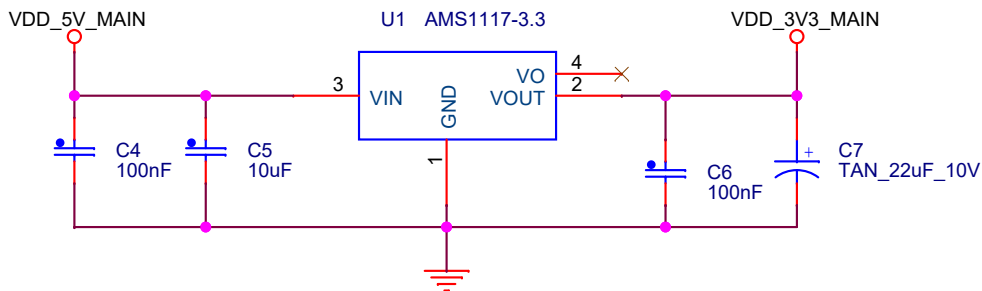 VDD_5V_MAIN
U1 AMS1117-3.3
VDD_3V3_MAIN
3
VIN
GND
1
VO
4
VOUT
2
C4
100nF
C5
10uF
C6
100nF
+
C7
TAN_22uF_10V